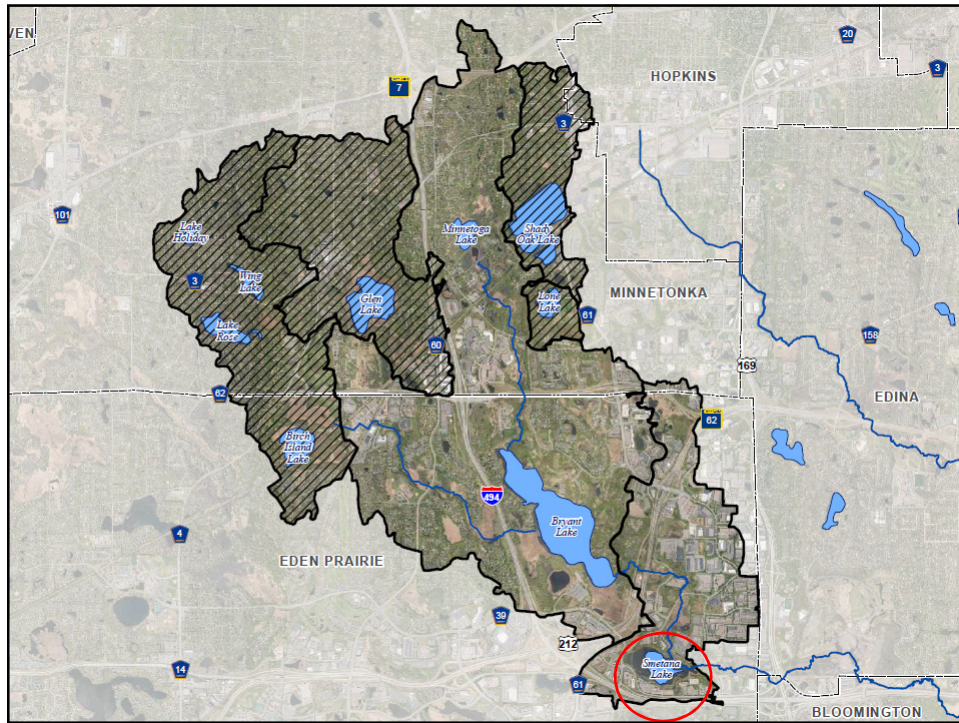 VEN
20
HOPKINS
3
7
3
101
Lake
Holiday
Minnetoga
Lake
Shady
Oak Lake
3
Wing
Lake
Glen
Lake
Lone
Lake
MINNETONKA
61
Lake
Rose
60
158
169
62
EDINA
62
Birch
Island
Lake
494
Bryant
Lake
4
EDEN PRAIRIE
39
212
14
Smetana
Lake
61
BLOOMINGTON